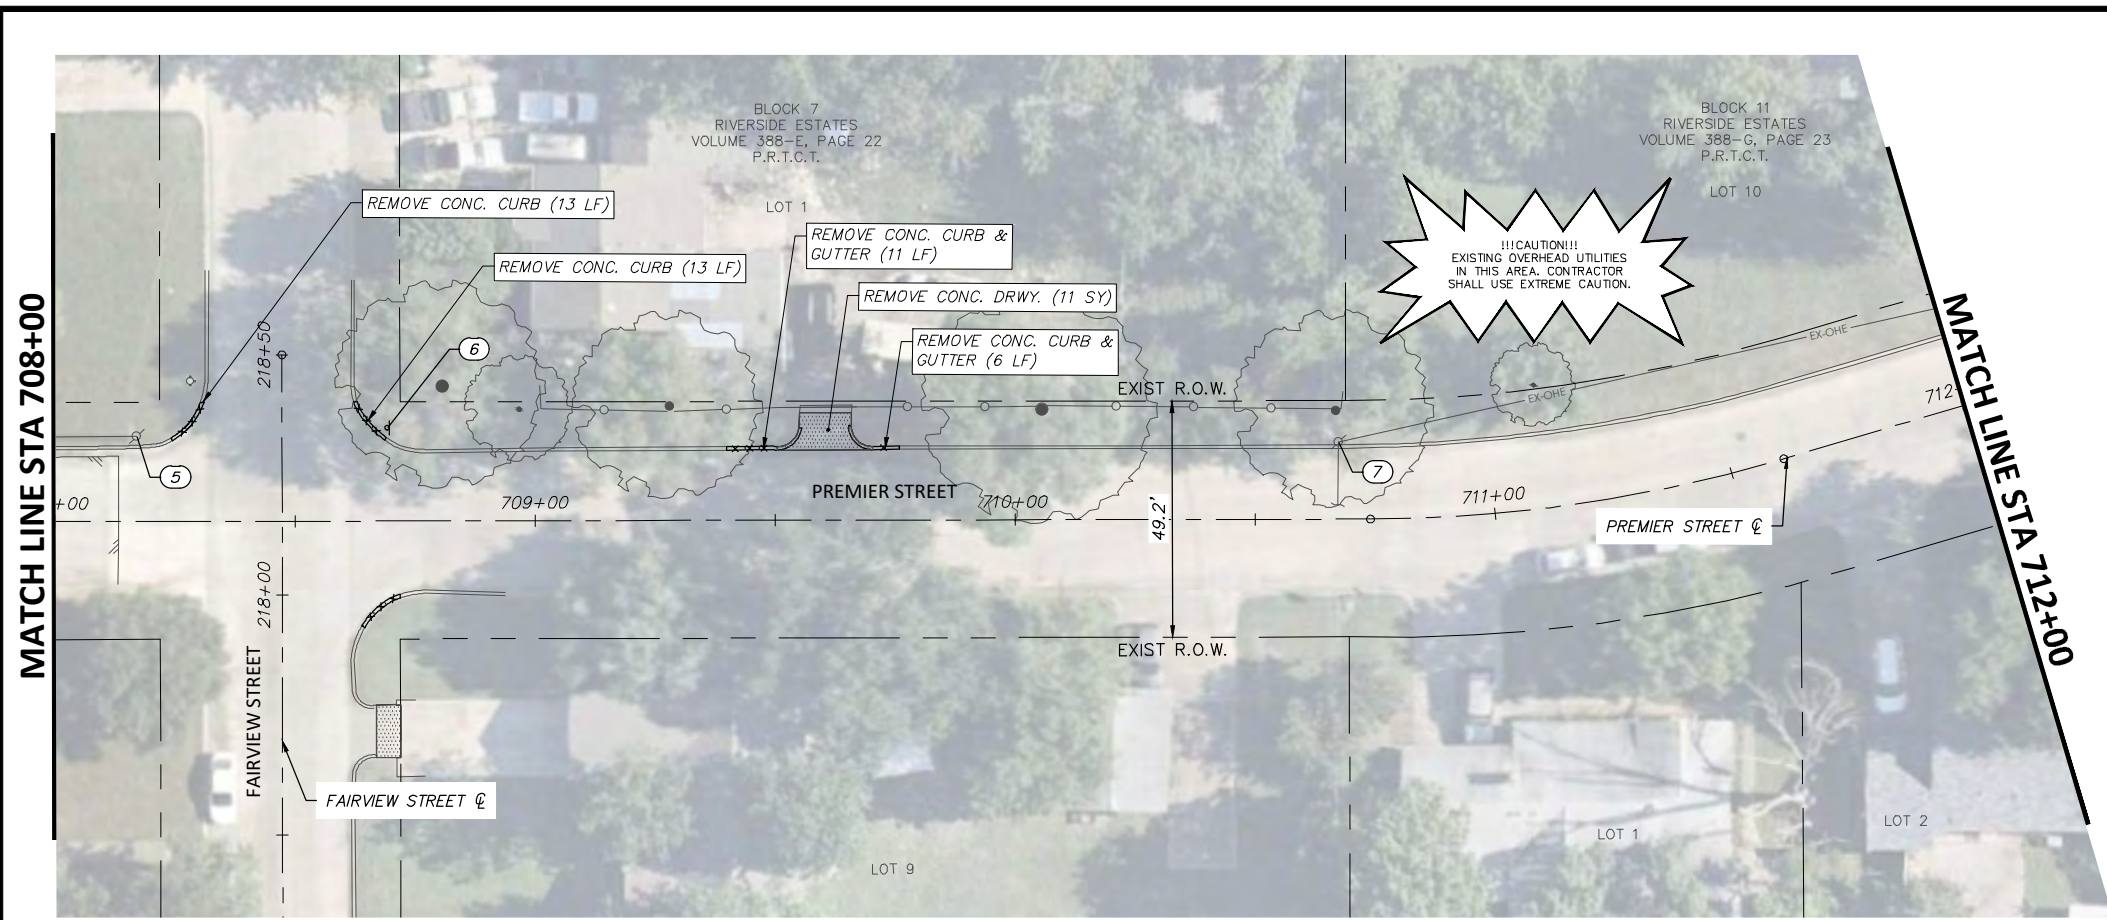 BLOCK 7
RIVERSIDE ESTATES
VOLUME 388-E, PAGE 22
P.R.T.C.T.
LOT 1
BLOCK 11
RIVERSIDE ESTATES
VOLUME 388-G, PAGE 23
P.R.T.C.T.
LOT 10
REMOVE CONC. CURB (13 LF)
REMOVE CONC. CURB (13 LF)
REMOVE CONC. CURB &
GUTTER (11 LF)
REMOVE CONC. DRWY. (11 SY)
REMOVE CONC. CURB &
GUTTER (6 LF)
!!!CAUTION!!!
EXISTING OVERHEAD UTILITIES
IN THIS AREA. CONTRACTOR
SHALL USE EXTREME CAUTION.
MATCH LINE STA 708+00
MATCH LINE STA 712+00
218+50
6
EX-OHE
EX-OHE
EXIST R.O.W.
712+
5
7
+00
709+00
PREMIER STREET
710+00
711+00
49.2'
PREMIER STREET ℄
218+00
EXIST R.O.W.
FAIRVIEW STREET
FAIRVIEW STREET ℄
LOT 9
LOT 1
LOT 2